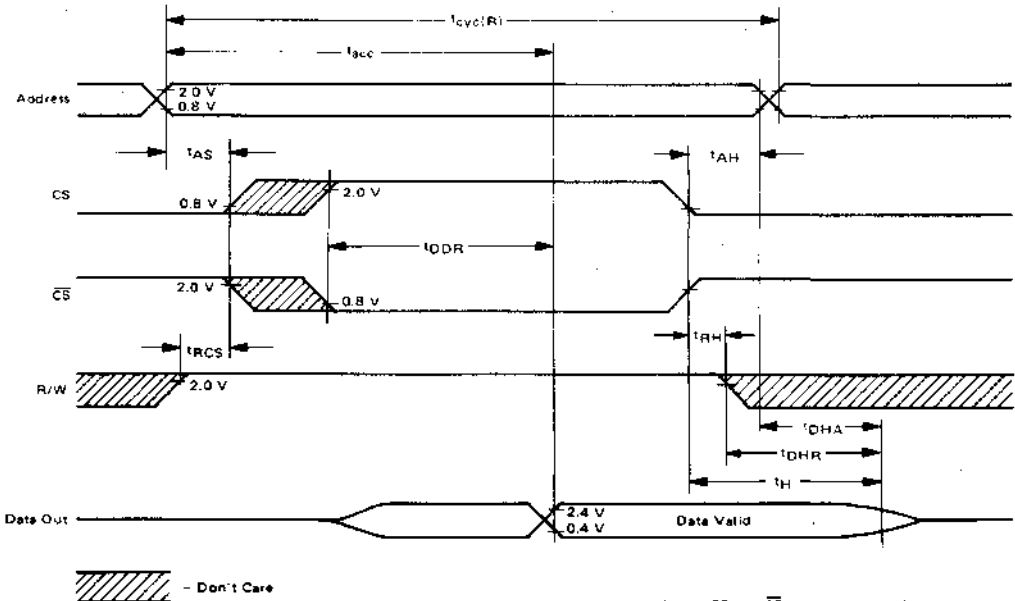 tcyc(R)
tacc
Address
2.0 V
0.8 V
tAS
tAH
CS
0.8 V
2.0 V
tDDR
CS
2.0 V
0.8 V
tRCS
tRH
R/W
2.0 V
tDHA
tDHR
tH
Data Out
2.4 V
0.4 V
Data Valid
- Don't Care